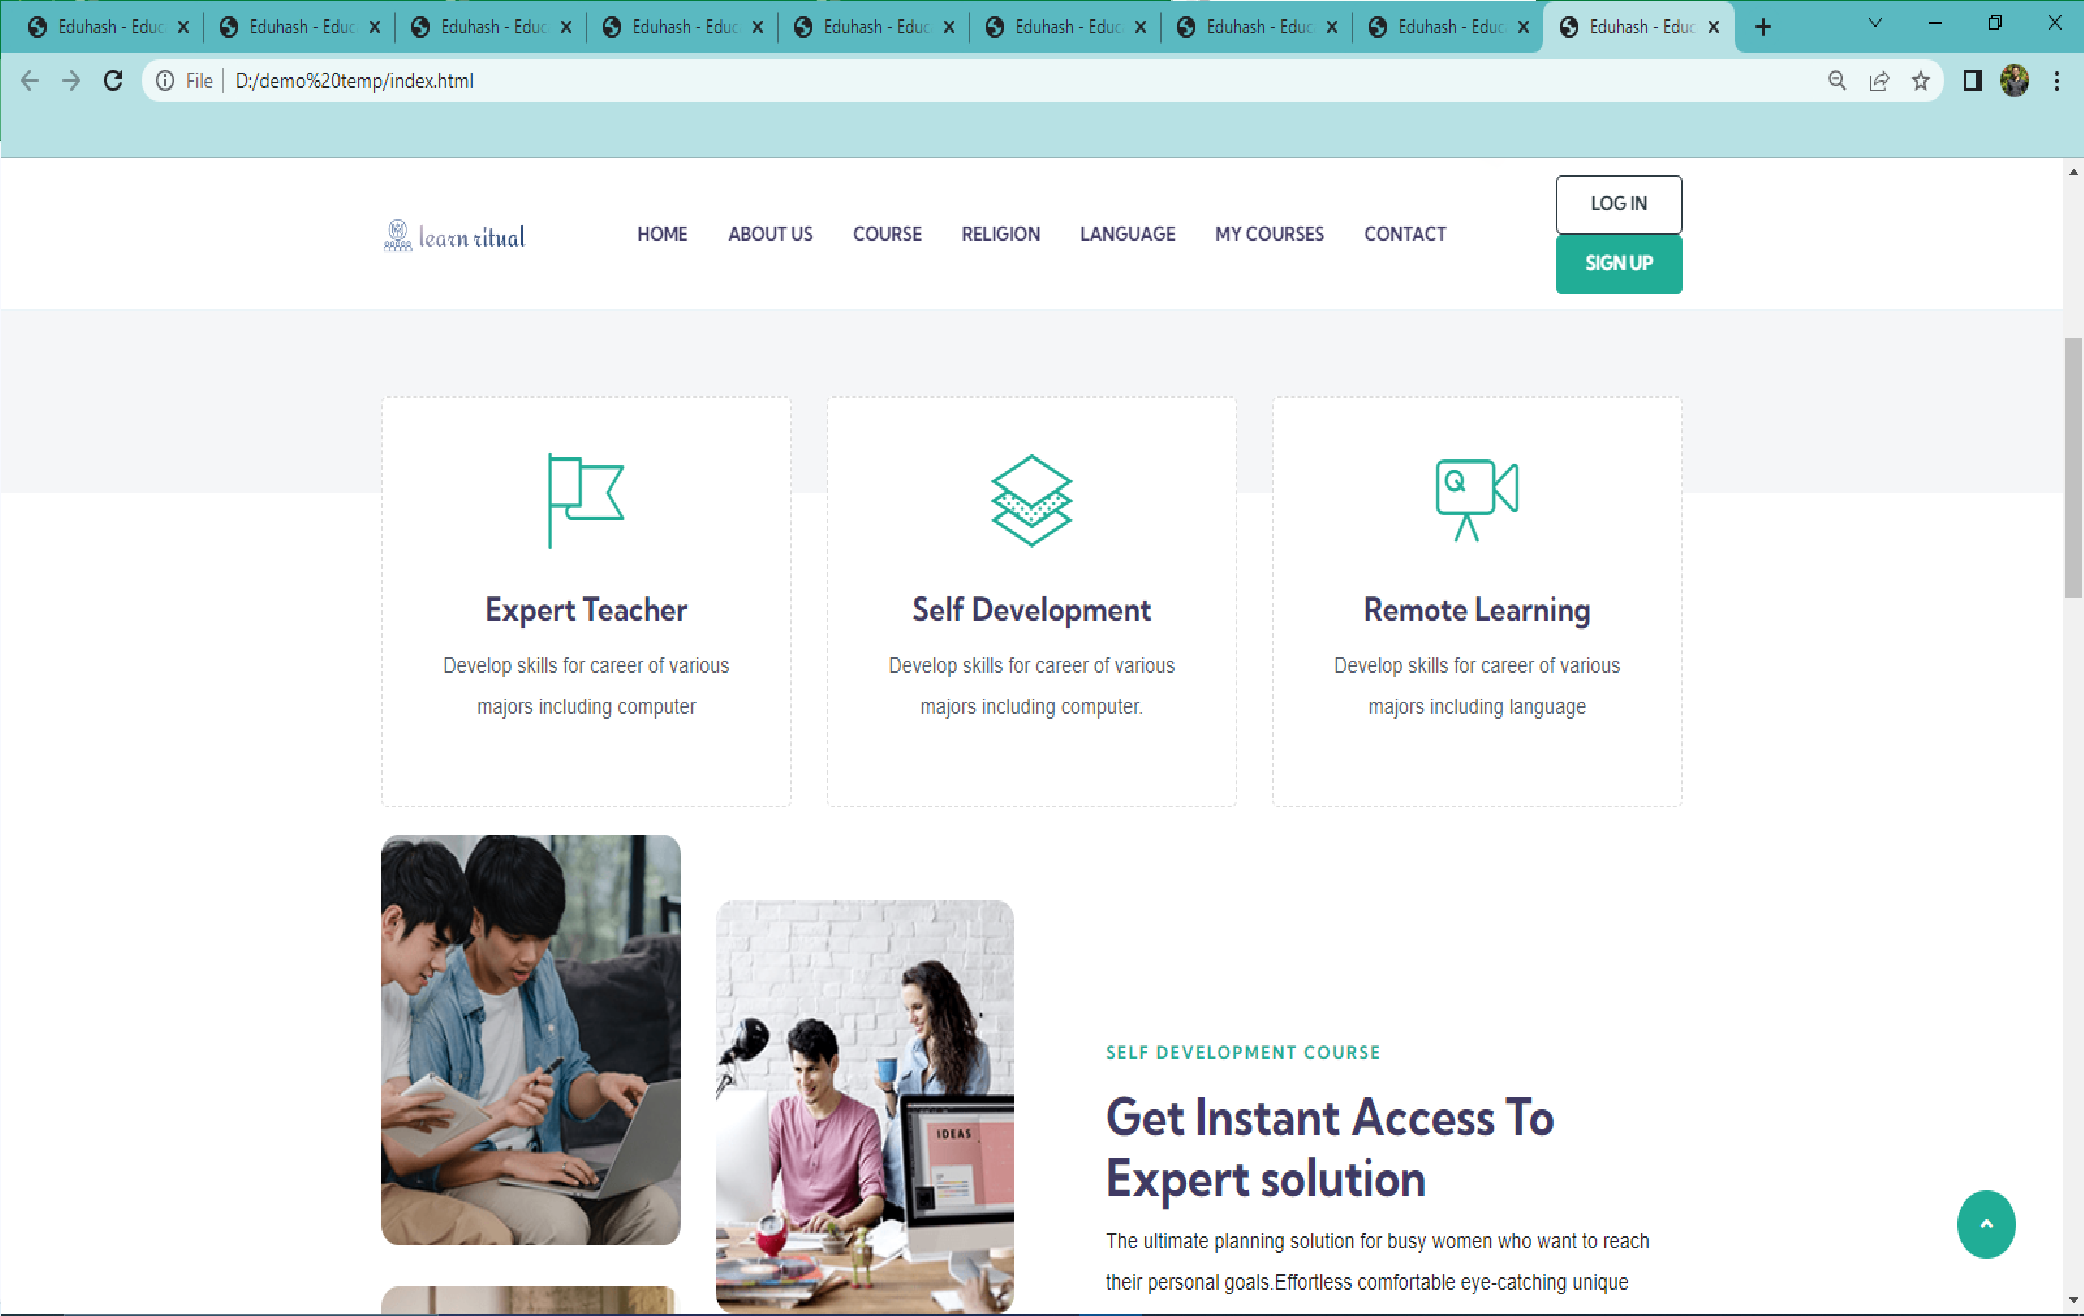 Eduhash - Educ
Eduhash - Educ
Eduhash - Educ
Eduhash - Educ
Eduhash - Educ
Eduhash - Educ
Eduhash - Educ
Eduhash - Educ
Eduhash - Educ
File D:/demo%20temp/index.html
learn ritual
HOME ABOUT US COURSE RELIGION LANGUAGE MY COURSES CONTACT
LOG IN
SIGN UP
Q
Expert Teacher
Develop skills for career of various
majors including computer
Self Development
Develop skills for career of various
majors including computer.
Remote Learning
Develop skills for career of various
majors including language
IDEAS
SELF DEVELOPMENT COURSE
Get Instant Access To
Expert solution
The ultimate planning solution for busy women who want to reach
their personal goals.Effortless comfortable eye-catching unique